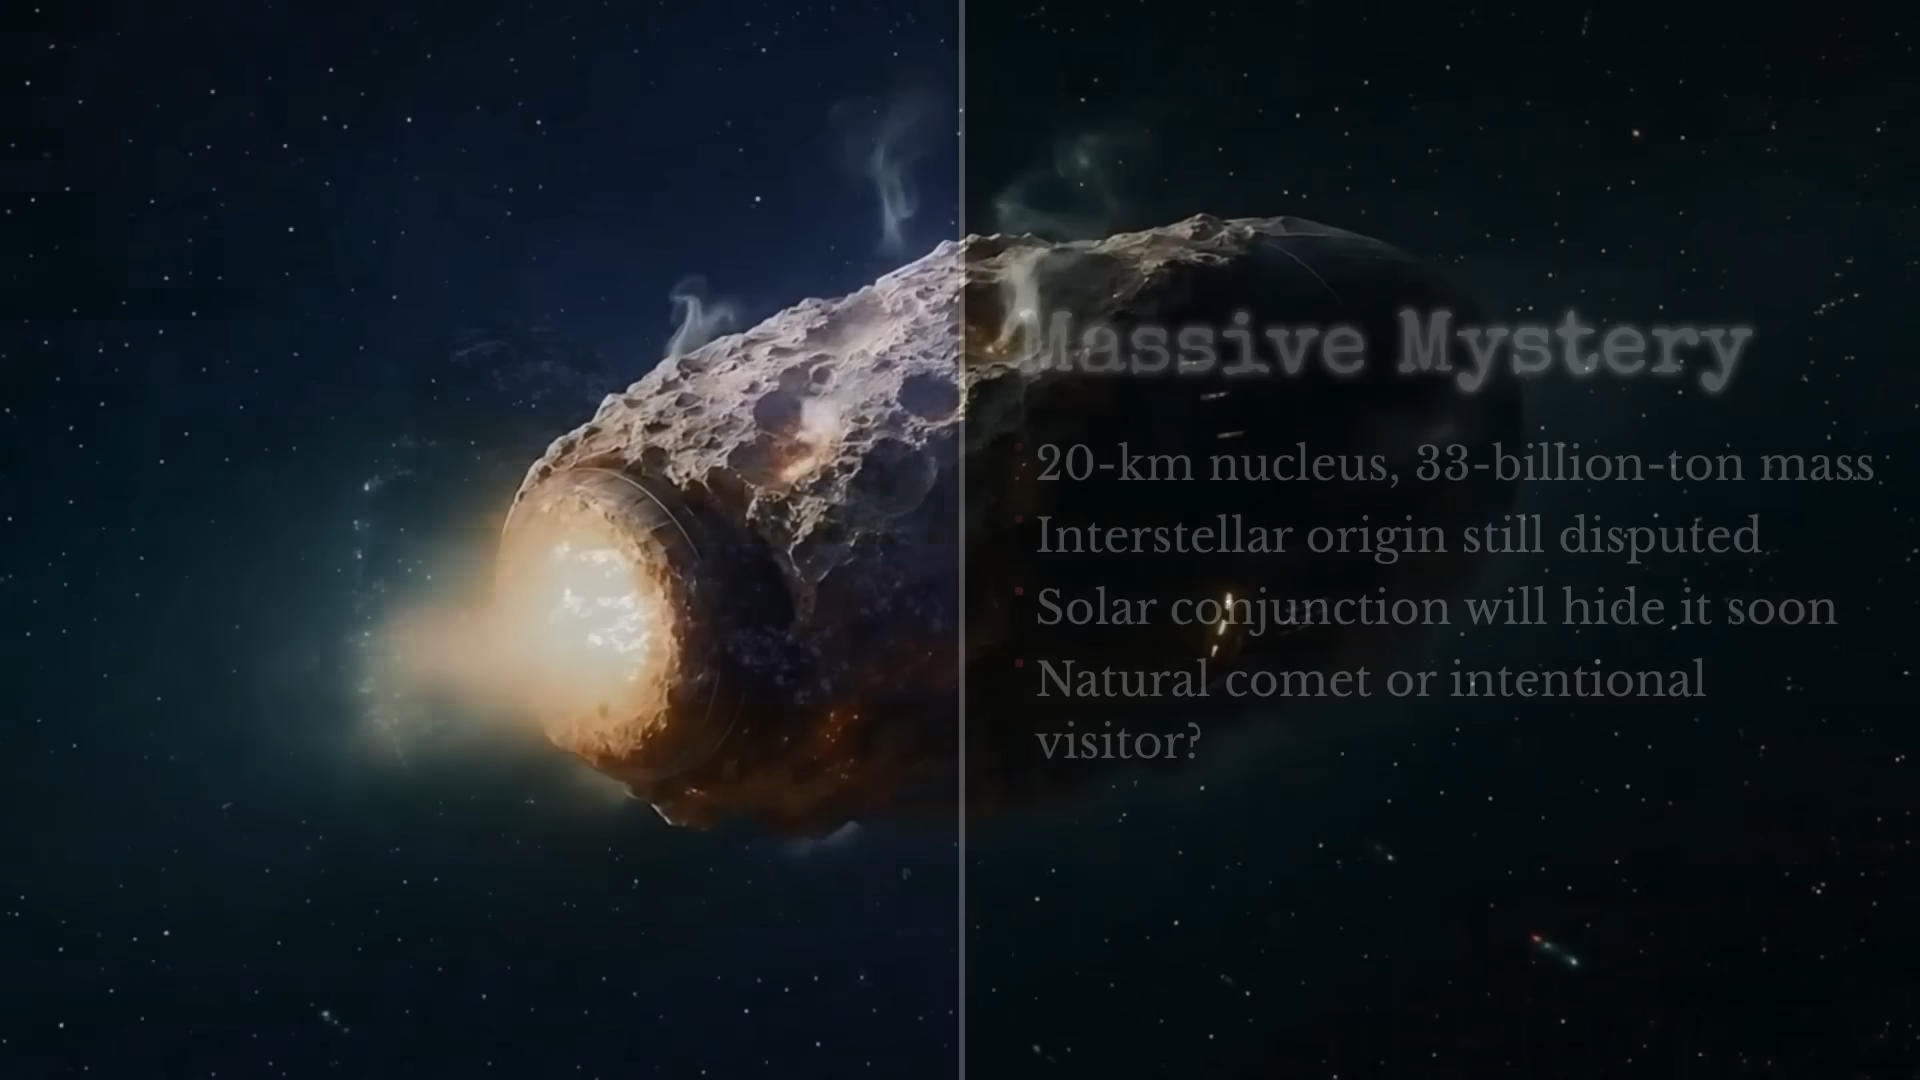 Massive Mystery
20-km nucleus, 33-billion-ton mass
Interstellar origin still disputed
Solar conjunction will hide it soon
Natural comet or intentional
visitor?